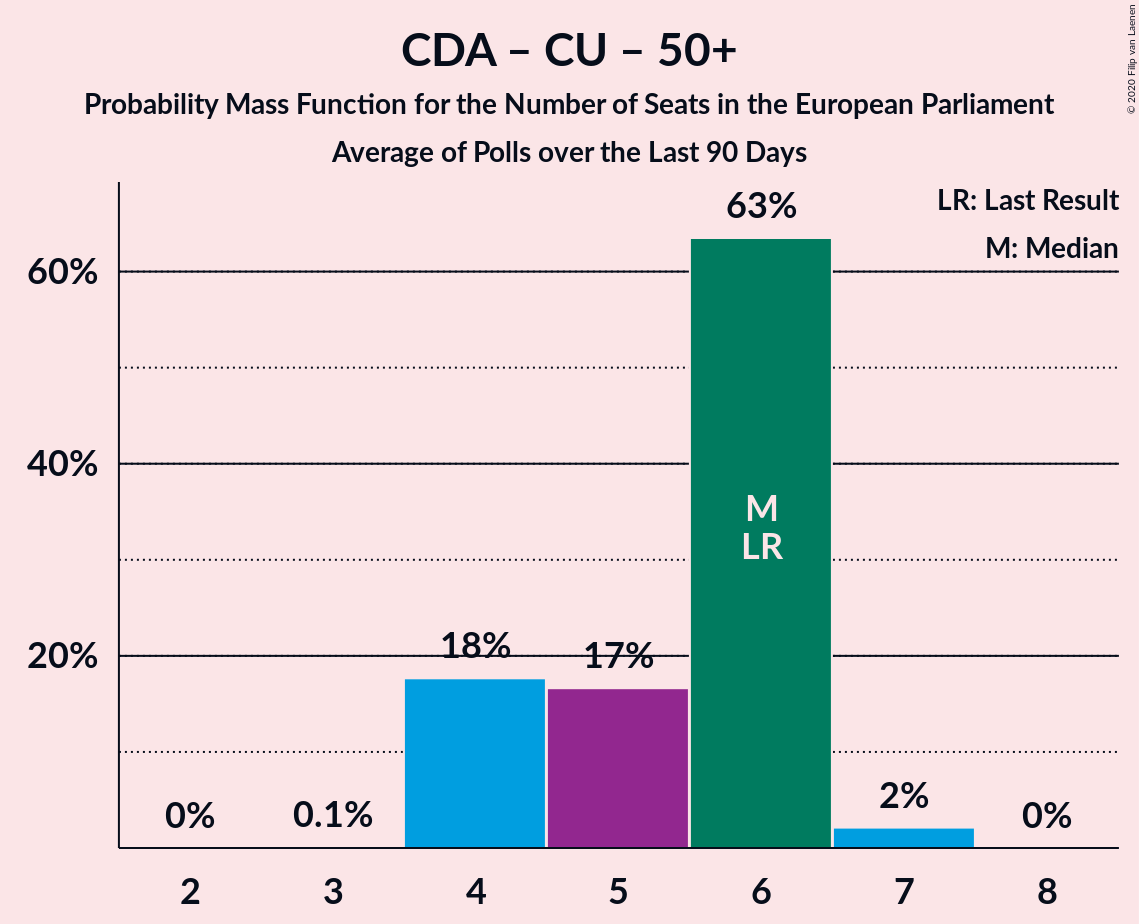 CDA – CU – 50+
Probability Mass Function for the Number of Seats in the European Parliament
Average of Polls over the Last 90 Days
© 2020 Filip van Laenen
LR: Last Result
M: Median
63%
60%
40%
M
LR
20%
18%
17%
0%
0.1%
2%
0%
2
3
4
5
6
7
8